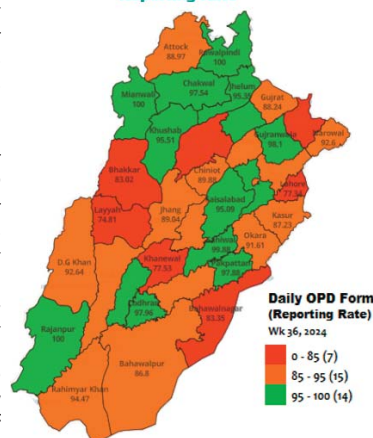 Attock
88.97
Rawalpindi
100
Chakwal
97.54
Jhelum
95.35
Mianwali
100
Gujrat
88.24
Khushab
95.51
Gujranwala
98.1
Narowal
92.6
Bhakkar
83.02
Chiniot
89.88
Lahore
77.34
Faisalabad
95.09
Layyah
74.81
Jhang
89.04
Kasur
87.23
Okara
91.61
Khanewal
77.53
Sahiwal
Pakpattan
97.88
D.G Khan
92.64
Lodhran
97.96
Bahawalnagar
83.35
Rajanpur
100
Bahawalpur
86.8
Rahimyar Khan
94.47
Daily OPD Form
(Reporting Rate)
Wk 36, 2024
0 - 85 (7)
85 - 95 (15)
95 - 100 (14)